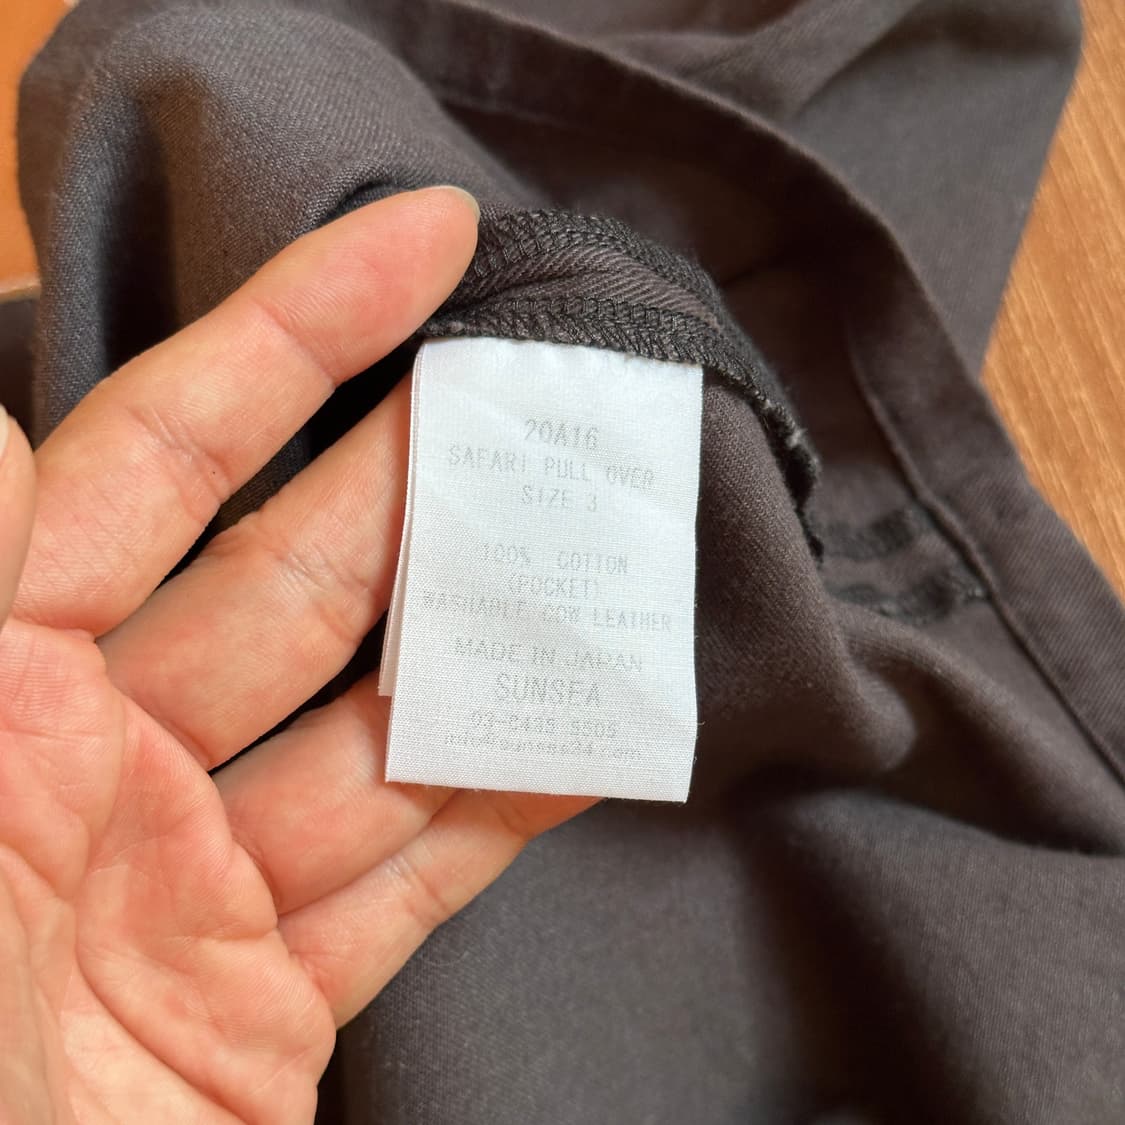 20A16
SAFARI PULL OVER
SIZE 3
100% COTTON
(POCKET)
WASHABLE COW LEATHER
MADE IN JAPAN
SUNSEA